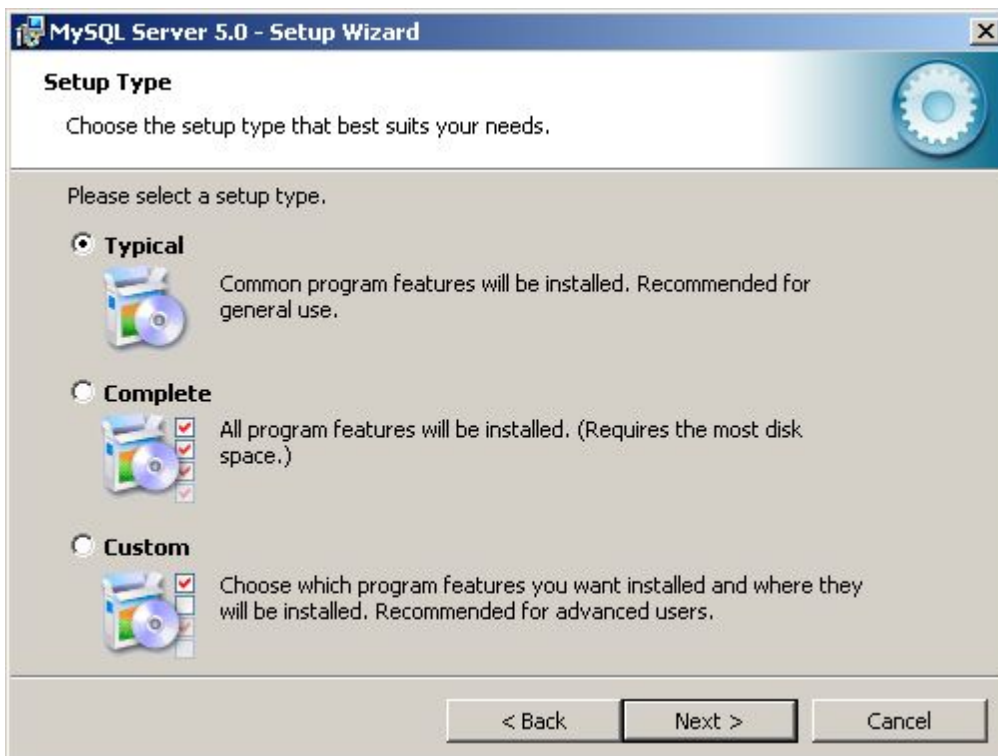 MySQL Server 5.0 - Setup Wizard
Setup Type
Choose the setup type that best suits your needs.
Please select a setup type.
Typical
Common program features will be installed. Recommended for
general use.
Complete
All program features will be installed. (Requires the most disk
space.)
Custom
Choose which program features you want installed and where they
will be installed. Recommended for advanced users.
< Back
Next >
Cancel